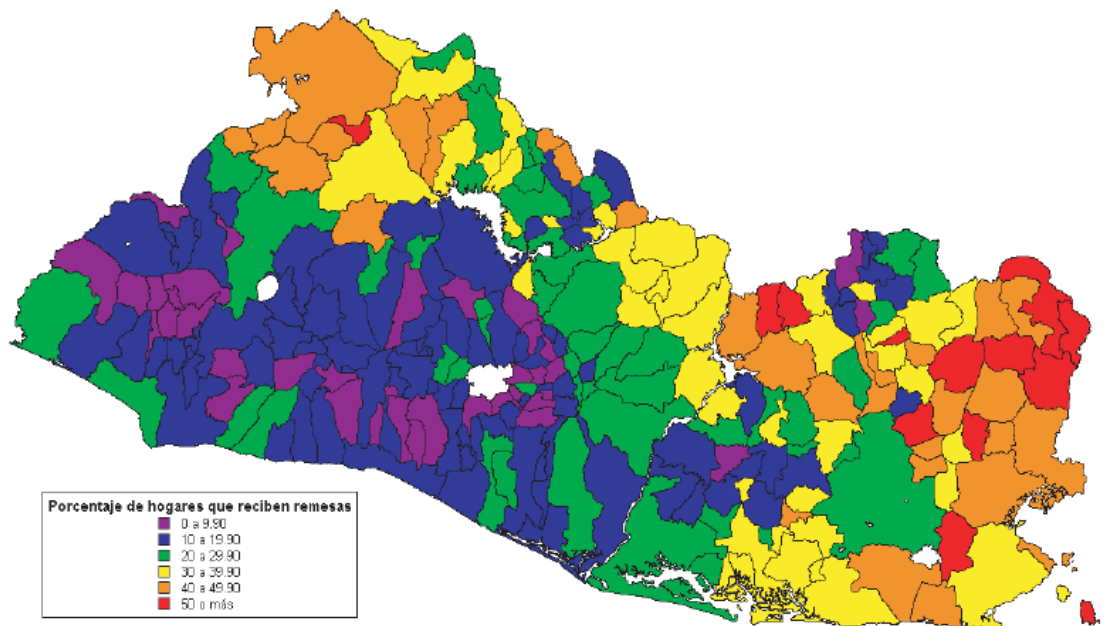 Porcentaje de hogares que reciben remesas
0 a 9.90
10 a 19.90
20 a 29.90
30 a 39.90
40 a 49.90
50 o más